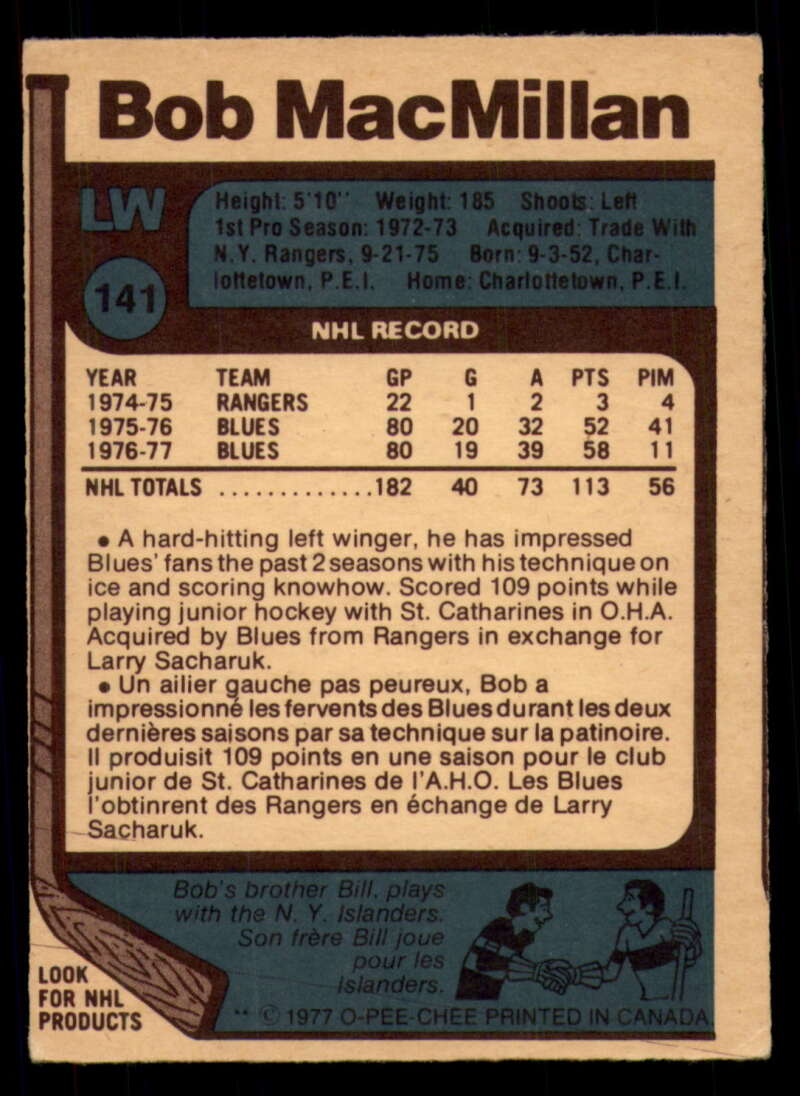 Bob MacMillan
LW
Height: 5'10" Weight: 185 Shoots: Left
1st Pro Season: 1972-73 Acquired: Trade With
N.Y. Rangers, 9-21-75 Born: 9-3-52, Char-
lottetown, P.E.I. Home: Charlottetown, P.E.I.
141
NHL RECORD
YEAR TEAM GP G A PTS PIM
1974-75 RANGERS 22 1 2 3 4
1975-76 BLUES 80 20 32 52 41
1976-77 BLUES 80 19 39 58 11
NHL TOTALS .............182 40 73 113 56
• A hard-hitting left winger, he has impressed
Blues' fans the past 2 seasons with his technique on
ice and scoring knowhow. Scored 109 points while
playing junior hockey with St. Catharines in O.H.A.
Acquired by Blues from Rangers in exchange for
Larry Sacharuk.
• Un ailier gauche pas peureux, Bob a
impressionné les fervents des Blues durant les deux
dernières saisons par sa technique sur la patinoire.
Il produisit 109 points en une saison pour le club
junior de St. Catharines de l'A.H.O. Les Blues
l'obtinrent des Rangers en échange de Larry
Sacharuk.
Bob's brother Bill, plays
with the N. Y. Islanders.
Son frère Bill joue
pour les
Islanders.
LOOK
FOR NHL
PRODUCTS
** © 1977 O-PEE-CHEE PRINTED IN CANADA